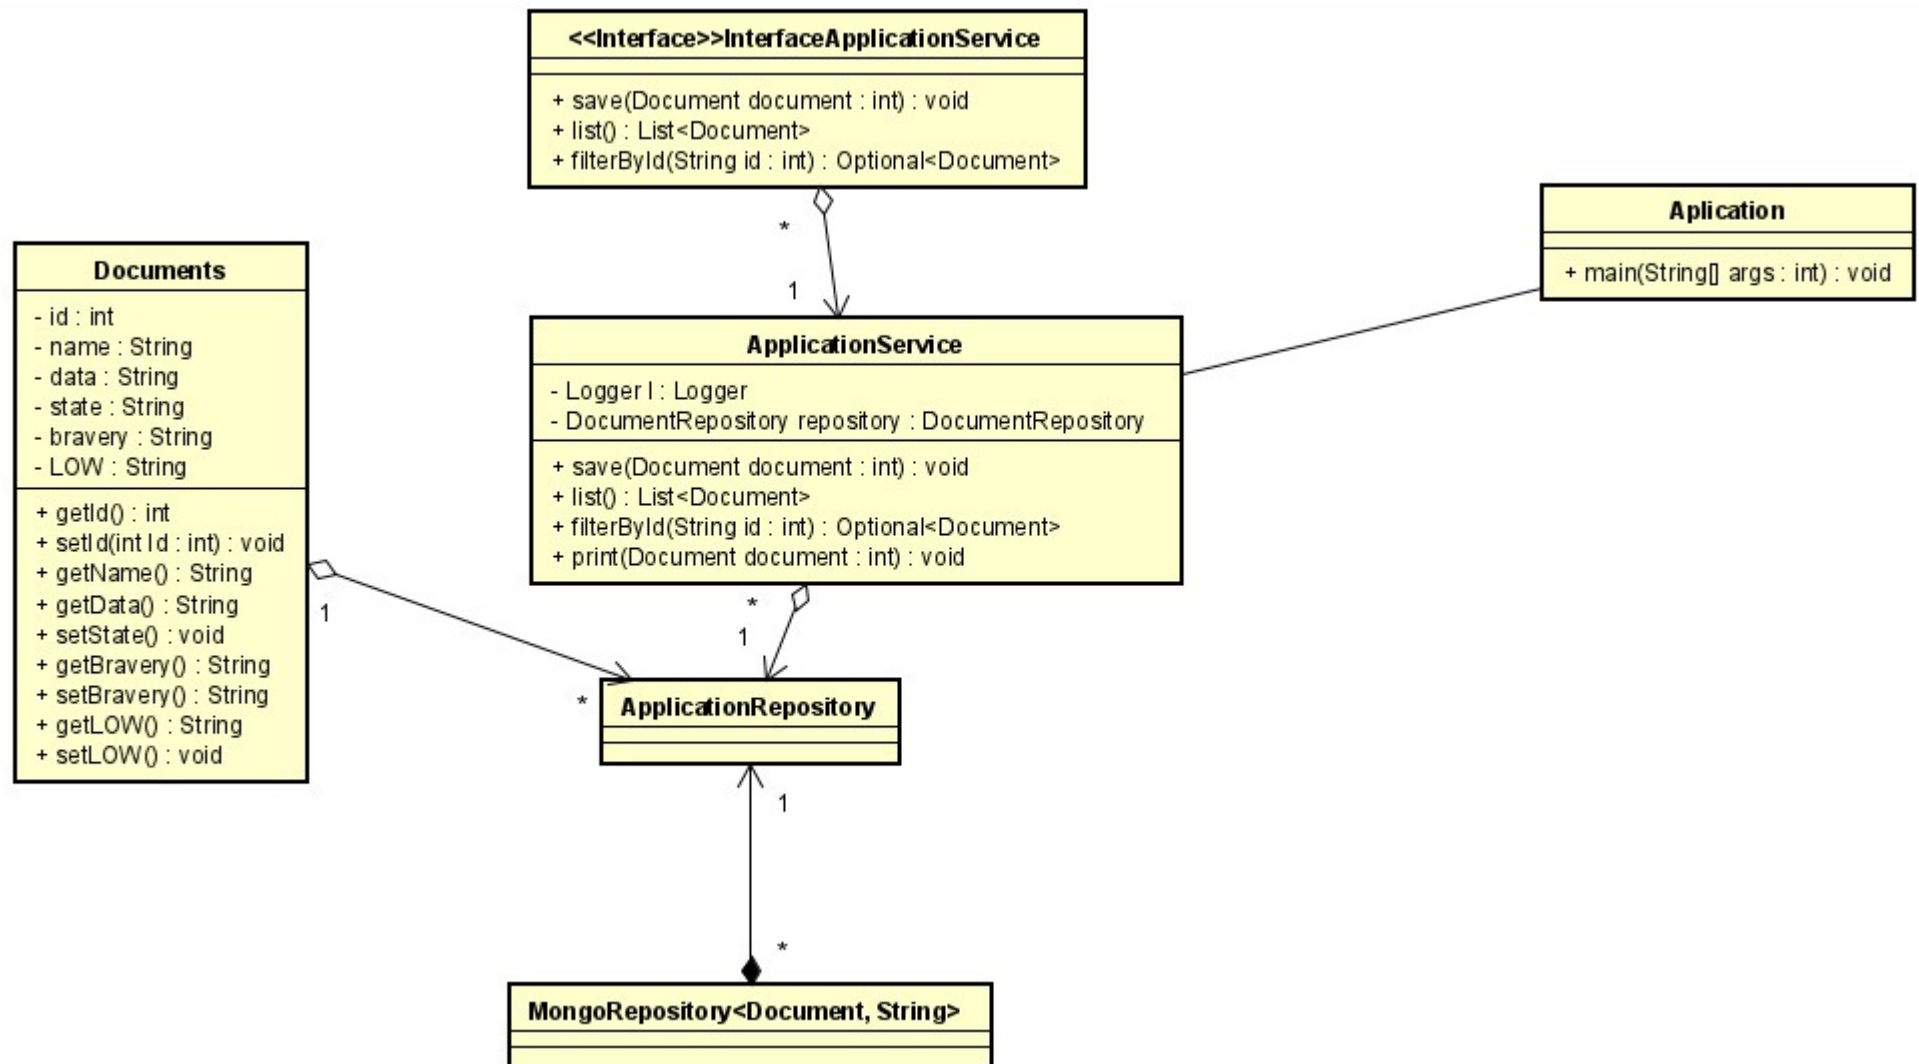 <<Interface>>InterfaceApplicationService
+ save(Document document : int) : void
+ list() : List<Document>
+ filterById(String id : int) : Optional<Document>
*
1
Aplication
+ main(String[] args : int) : void
Documents
- id : int
- name : String
- data : String
- state : String
- bravery : String
- LOW : String
+ getId() : int
+ setId(int Id : int) : void
+ getName() : String
+ getData() : String
+ setState() : void
+ getBravery() : String
+ setBravery() : String
+ getLOW() : String
+ setLOW() : void
1
*
ApplicationService
- Logger l : Logger
- DocumentRepository repository : DocumentRepository
+ save(Document document : int) : void
+ list() : List<Document>
+ filterById(String id : int) : Optional<Document>
+ print(Document document : int) : void
*
1
ApplicationRepository
1
*
MongoRepository<Document, String>